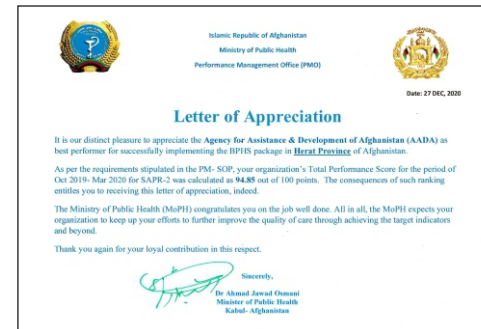 Islamic Republic of Afghanistan
Ministry of Public Health
Performance Management Office (PMO)
Date: 27 DEC, 2020
Letter of Appreciation
It is our distinct pleasure to appreciate the Agency for Assistance & Development of Afghanistan (AADA) as
best performer for successfully implementing the BPHS package in Herat Province of Afghanistan.
As per the requirements stipulated in the PM- SOP, your organization's Total Performance Score for the period of
Oct 2019- Mar 2020 for SAPR-2 was calculated as 94.85 out of 100 points. The consequences of such ranking
entitles you to receiving this letter of appreciation, indeed.
The Ministry of Public Health (MoPH) congratulates you on the job well done. All in all, the MoPH expects your
organization to keep up your efforts to further improve the quality of care through achieving the target indicators
and beyond.
Thank you again for your loyal contribution in this respect.
Sincerely,
Dr Ahmad Jawad Osmani
Minister of Public Health
Kabul- Afghanistan